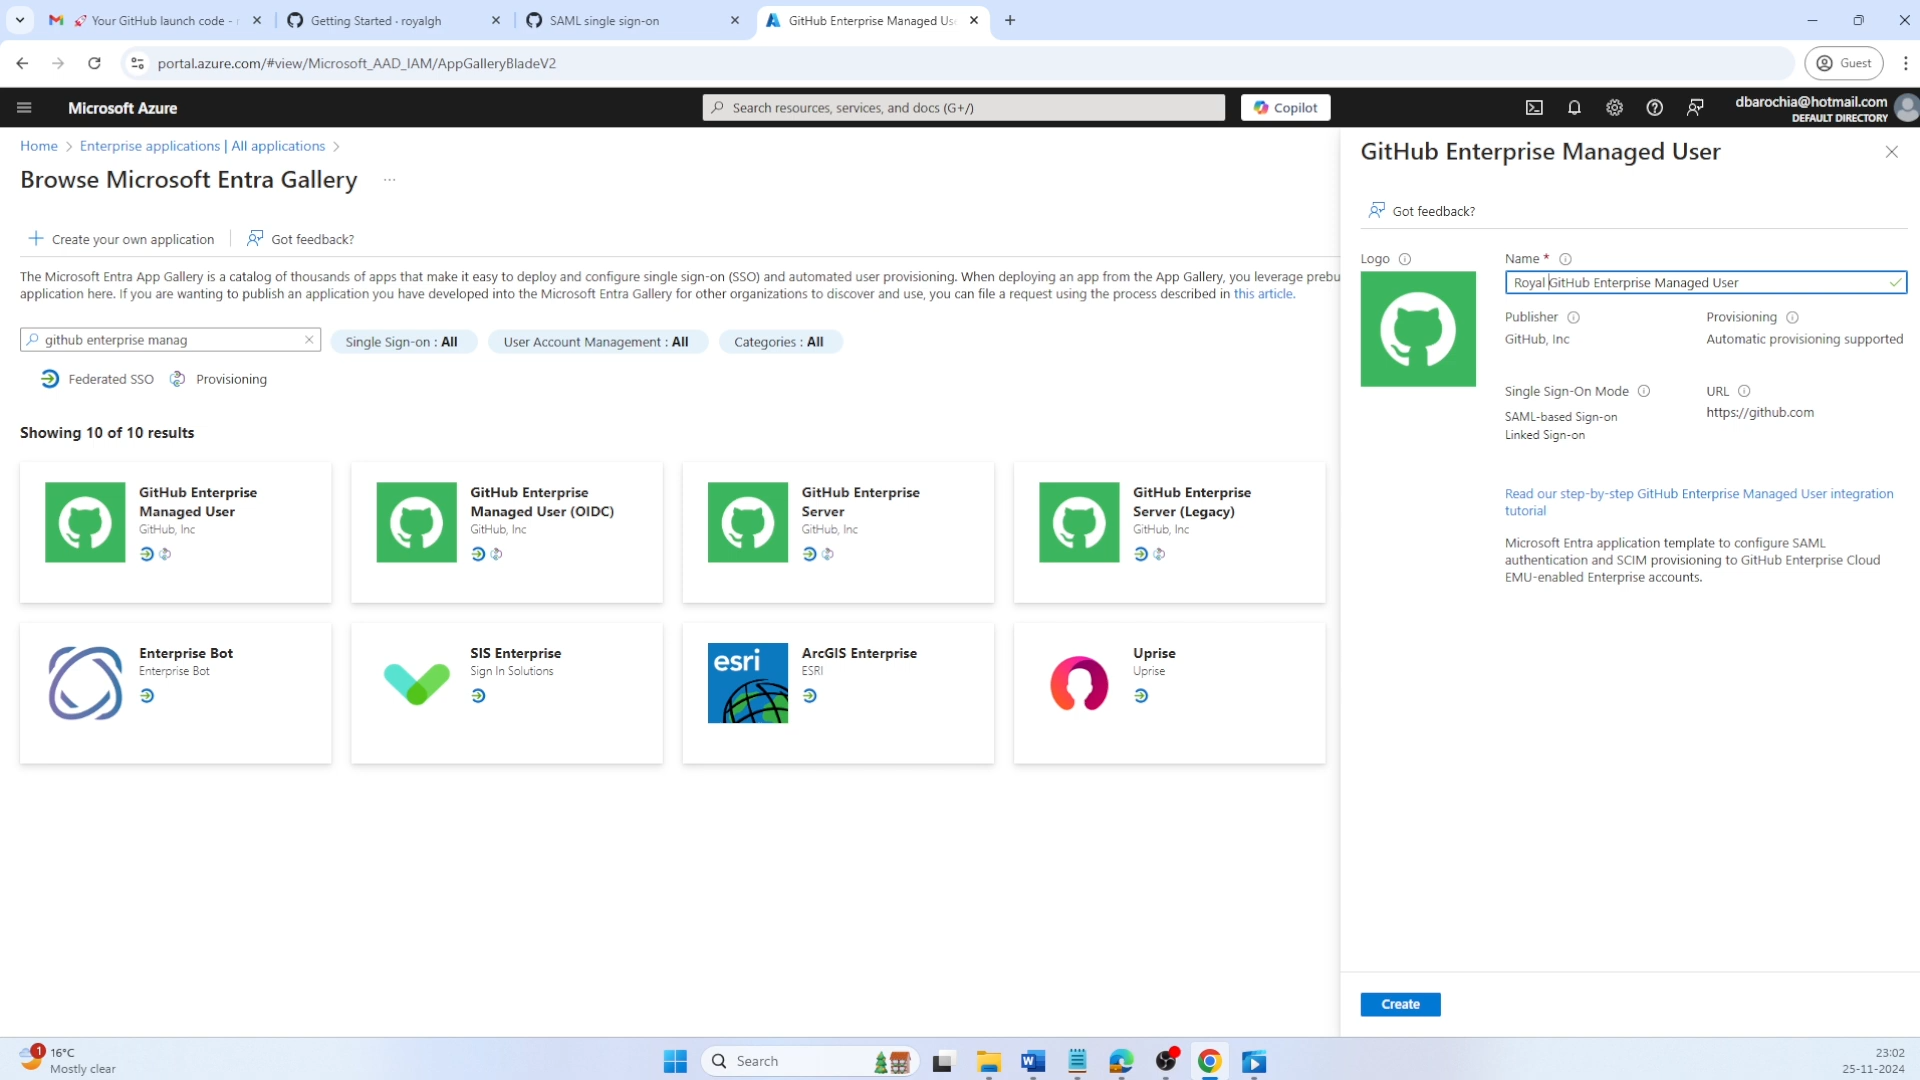 Your GitHub launch code -
Getting Started · royalgh
SAML single sign-on
GitHub Enterprise Managed Us
portal.azure.com/#view/Microsoft_AAD_IAM/AppGalleryBladeV2
Guest
Microsoft Azure
Search resources, services, and docs (G+/)
Copilot
dbarochia@hotmail.com
DEFAULT DIRECTORY
Home > Enterprise applications | All applications >
Browse Microsoft Entra Gallery ...
Create your own application
Got feedback?
The Microsoft Entra App Gallery is a catalog of thousands of apps that make it easy to deploy and configure single sign-on (SSO) and automated user provisioning. When deploying an app from the App Gallery, you leverage prebu
application here. If you are wanting to publish an application you have developed into the Microsoft Entra Gallery for other organizations to discover and use, you can file a request using the process described in this article.
github enterprise manag
Single Sign-on : All
User Account Management : All
Categories : All
Federated SSO
Provisioning
Showing 10 of 10 results
GitHub Enterprise
Managed User
GitHub, Inc
GitHub Enterprise
Managed User (OIDC)
GitHub, Inc
GitHub Enterprise
Server
GitHub, Inc
GitHub Enterprise
Server (Legacy)
GitHub, Inc
Enterprise Bot
Enterprise Bot
SIS Enterprise
Sign In Solutions
esri
ArcGIS Enterprise
ESRI
Uprise
Uprise
GitHub Enterprise Managed User
Got feedback?
Logo
Name *
Royal GitHub Enterprise Managed User
Publisher
GitHub, Inc
Provisioning
Automatic provisioning supported
Single Sign-On Mode
SAML-based Sign-on
Linked Sign-on
URL
https://github.com
Read our step-by-step GitHub Enterprise Managed User integration
tutorial
Microsoft Entra application template to configure SAML
authentication and SCIM provisioning to GitHub Enterprise Cloud
EMU-enabled Enterprise accounts.
Create
1
16°C
Mostly clear
Search
23:02
25-11-2024